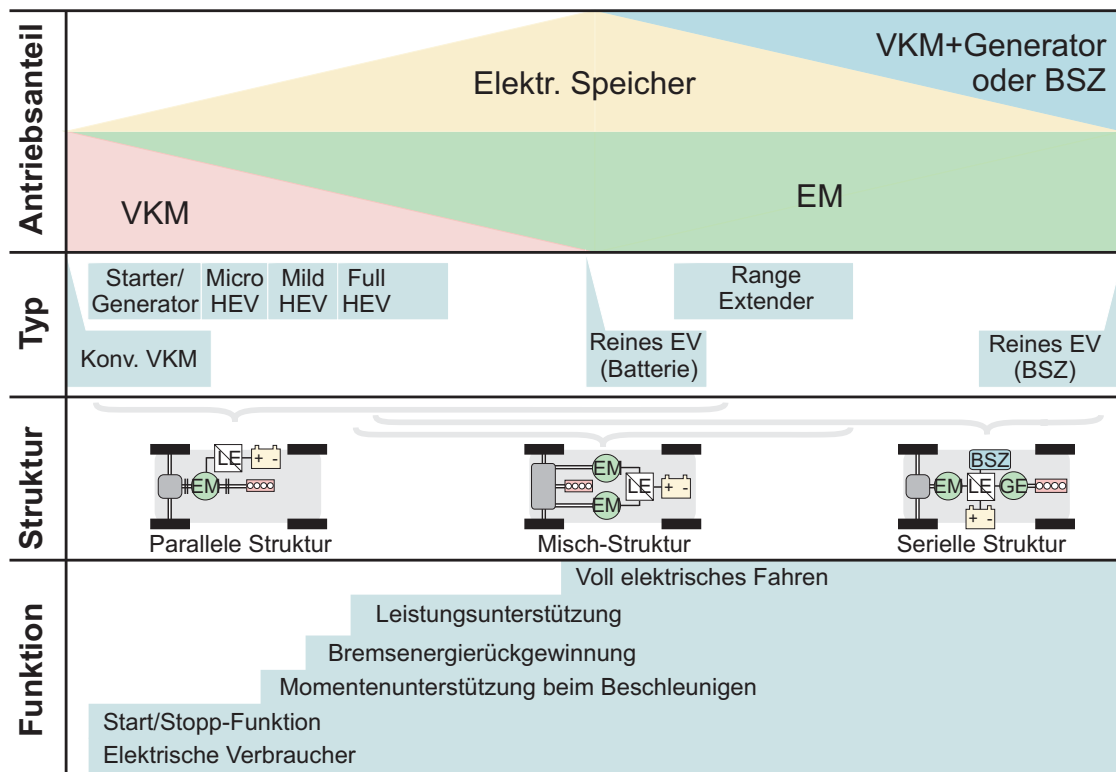 Antriebsanteil
VKM+Generator
oder BSZ
Elektr. Speicher
VKM
EM
Typ
Starter/
Generator
Micro
HEV
Mild
HEV
Full
HEV
Range
Extender
Konv. VKM
Reines EV
(Batterie)
Reines EV
(BSZ)
Struktur
LE
+ -
EM
Parallele Struktur
EM
LE
+ -
EM
Misch-Struktur
BSZ
EM
LE
GE
+ -
Serielle Struktur
Funktion
Voll elektrisches Fahren
Leistungsunterstützung
Bremsenergierückgewinnung
Momentenunterstützung beim Beschleunigen
Start/Stopp-Funktion
Elektrische Verbraucher